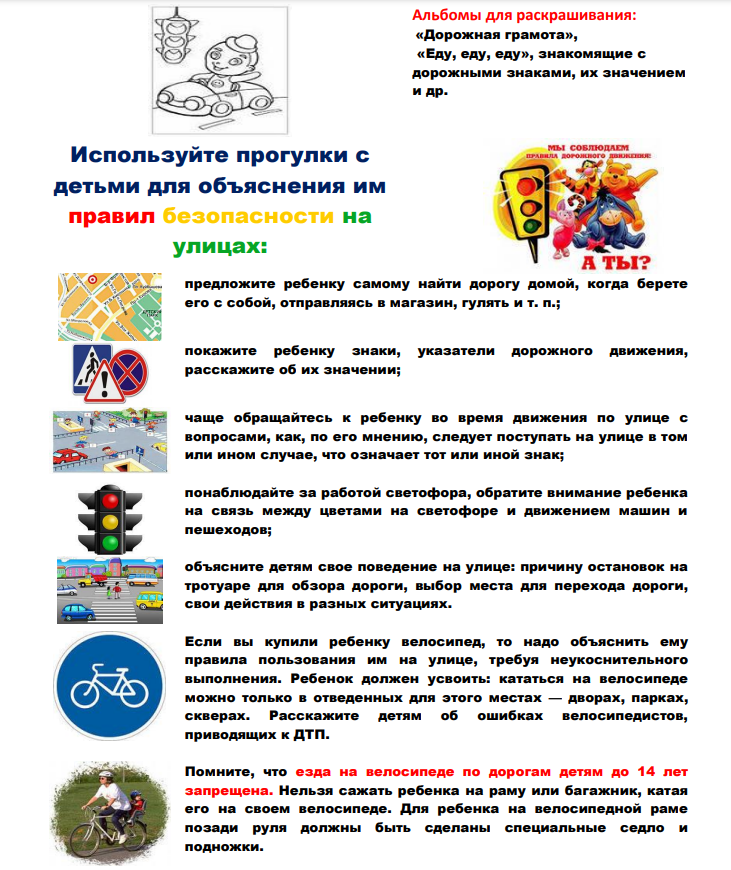 Альбомы для раскрашивания:
«Дорожная грамота»,
«Еду, еду, еду», знакомящие с
дорожными знаками, их значением
и др.
Используйте прогулки с
детьми для объяснения им
правил безопасности на
улицах:
МЫ СОБЛЮДАЕМ
ПРАВИЛА ДОРОЖНОГО ДВИЖЕНИЯ!
А ТЫ?
предложите ребенку самому найти дорогу домой, когда берете
его с собой, отправляясь в магазин, гулять и т. п.;
покажите ребенку знаки, указатели дорожного движения,
расскажите об их значении;
чаще обращайтесь к ребенку во время движения по улице с
вопросами, как, по его мнению, следует поступать на улице в том
или ином случае, что означает тот или иной знак;
понаблюдайте за работой светофора, обратите внимание ребенка
на связь между цветами на светофоре и движением машин и
пешеходов;
объясните детям свое поведение на улице: причину остановок на
тротуаре для обзора дороги, выбор места для перехода дороги,
свои действия в разных ситуациях.
Если вы купили ребенку велосипед, то надо объяснить ему
правила пользования им на улице, требуя неукоснительного
выполнения. Ребенок должен усвоить: кататься на велосипеде
можно только в отведенных для этого местах — дворах, парках,
скверах. Расскажите детям об ошибках велосипедистов,
приводящих к ДТП.
Помните, что езда на велосипеде по дорогам детям до 14 лет
запрещена. Нельзя сажать ребенка на раму или багажник, катая
его на своем велосипеде. Для ребенка на велосипедной раме
позади руля должны быть сделаны специальные седло и
подножки.